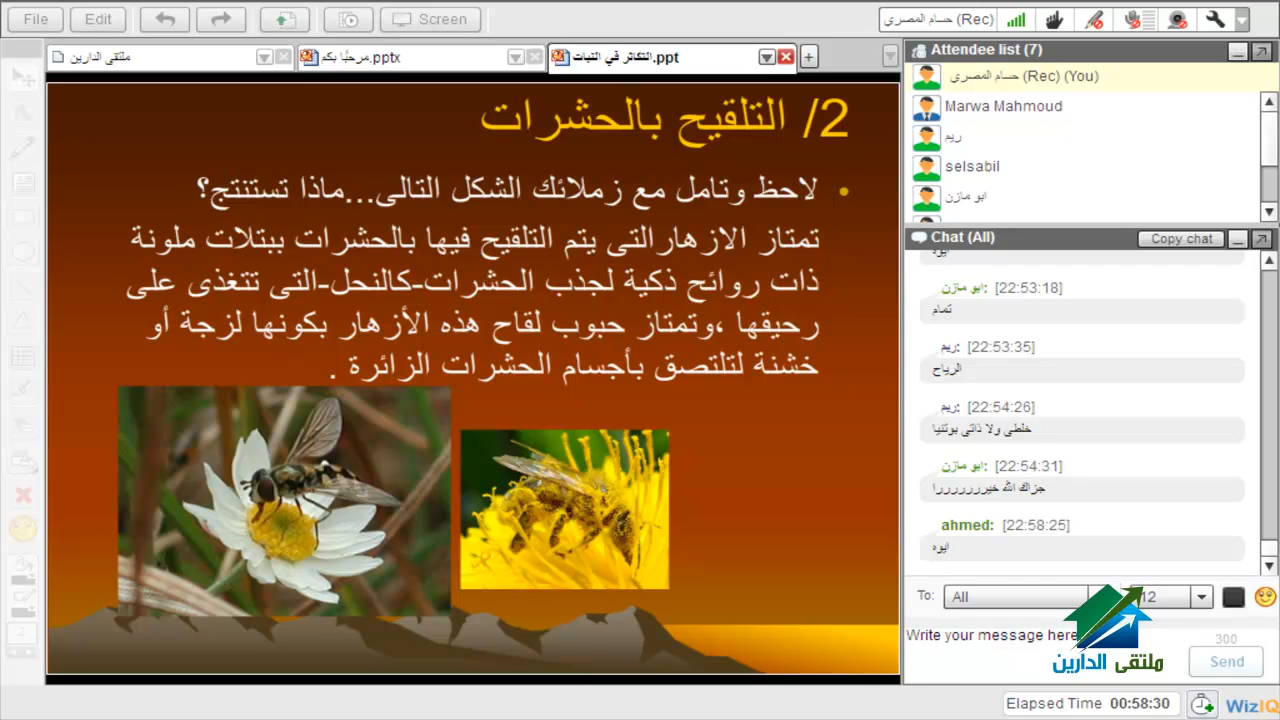 File
Edit
Screen
حسام المصري (Rec)
ملتقى الدارين
مرحبًا بكم.pptx
التكاثر في النبات.ppt
2/ التلقيح بالحشرات
لاحظ وتامل مع زملائك الشكل التالى...ماذا تستنتج؟
تمتاز الازهارالتى يتم التلقيح فيها بالحشرات ببتلات ملونة
ذات روائح ذكية لجذب الحشرات-كالنحل-التى تتغذى على
رحيقها ،وتمتاز حبوب لقاح هذه الأزهار بكونها لزجة أو
خشنة لتلتصق بأجسام الحشرات الزائرة .
Attendee list (7)
حسام المصري (Rec) (You)
Marwa Mahmoud
ريم
selsabil
ابو مازن
Chat (All)
Copy chat
ايوه
ابو مازن: [22:53:18]
تمام
ريم: [22:53:35]
الرياح
ريم: [22:54:26]
خلطى ولا ذاتى بوتنيا
ابو مازن: [22:54:31]
جزاك الله خيرررررررا
ahmed: [22:58:25]
ايوه
To:
All
12
Write your message here
300
Send
ملتقى الدارين
Elapsed Time 00:58:30
WizIQ